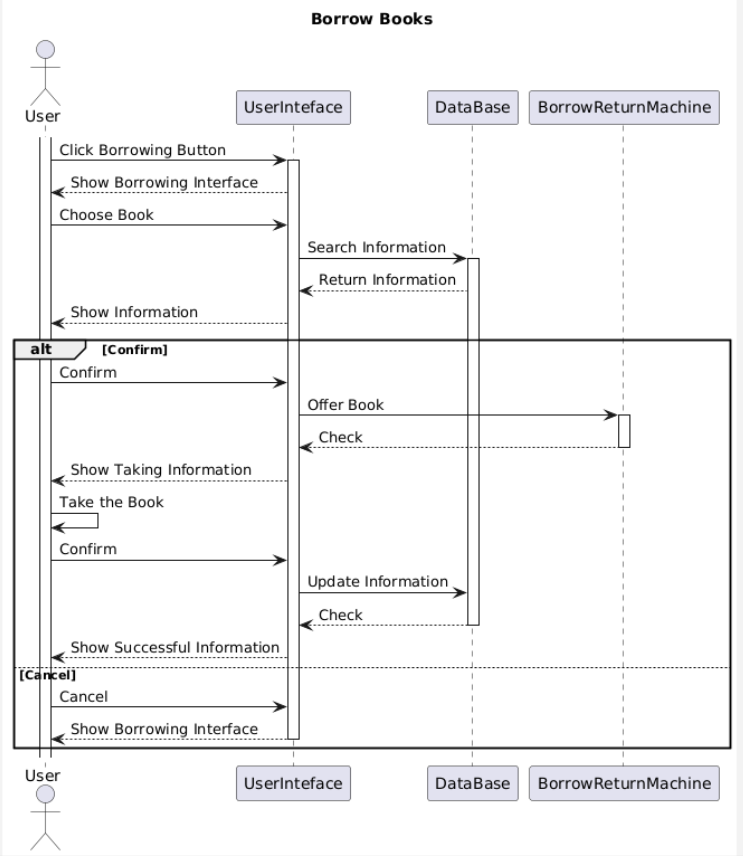 Borrow Books
User
UserInteface
DataBase
BorrowReturnMachine
Click Borrowing Button
Show Borrowing Interface
Choose Book
Search Information
Return Information
Show Information
alt
[Confirm]
Confirm
Offer Book
Check
Show Taking Information
Take the Book
Confirm
Update Information
Check
Show Successful Information
[Cancel]
Cancel
Show Borrowing Interface
User
UserInteface
DataBase
BorrowReturnMachine